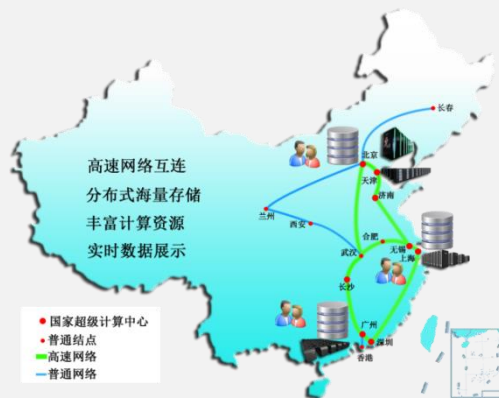 长春
北京
天津
济南
高速网络互连
分布式海量存储
丰富计算资源
实时数据展示
兰州
西安
合肥
无锡
上海
武汉
长沙
广州
深圳
香港
国家超级计算中心
普通结点
高速网络
普通网络